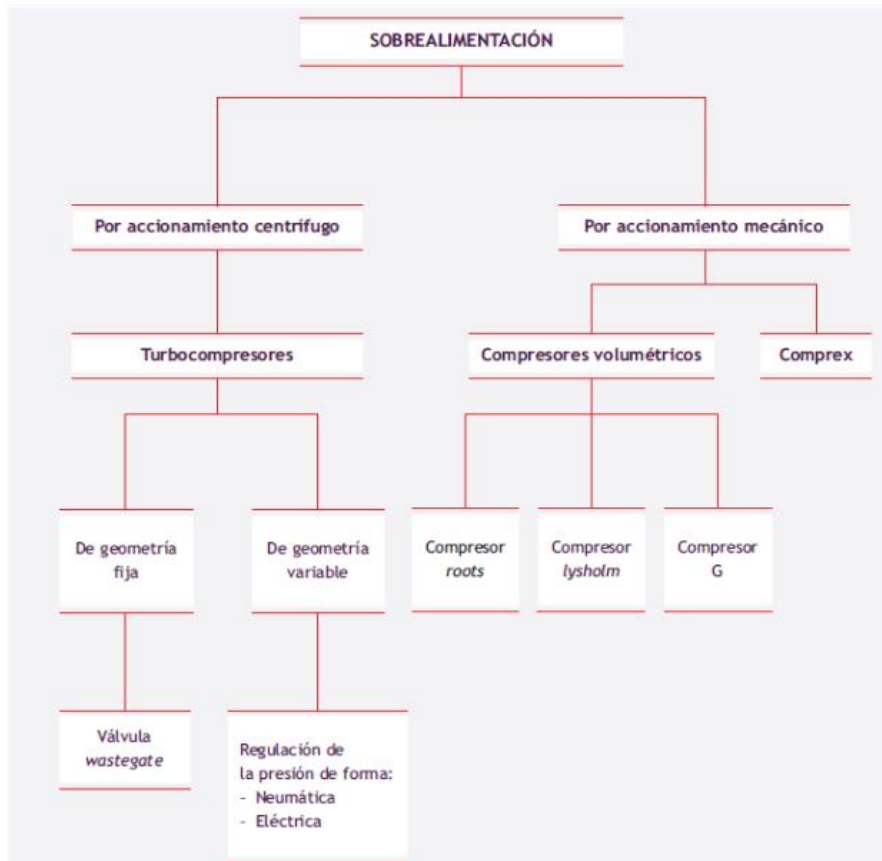 SOBREALIMENTACIÓN
Por accionamiento centrífugo
Por accionamiento mecánico
Turbocompresores
Compresores volumétricos
Comprex
De geometría
fija
De geometría
variable
Compresor
roots
Compresor
lysholm
Compresor
G
Válvula
wastegate
Regulación de
la presión de forma:
- Neumática
- Eléctrica